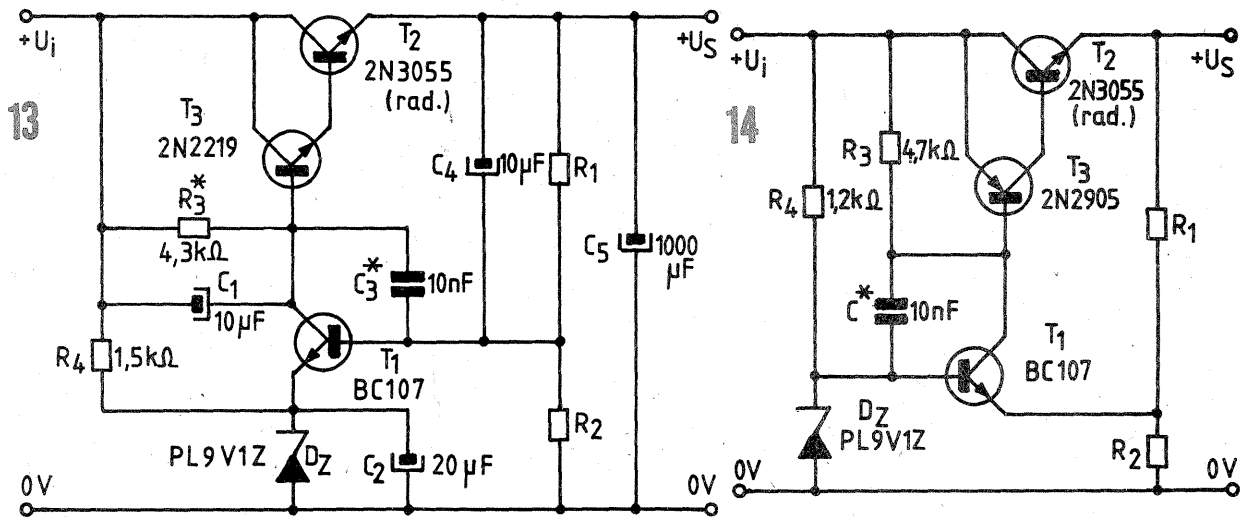 13
+Ui
T2
2N3055
(rad.)
+US
T3
2N2219
R3*
4,3kΩ
C1
10µF
C3*
10nF
C4
10µF
R1
C5
1000
µF
R4
1,5kΩ
T1
BC107
R2
PL9V1Z
DZ
C2
20µF
0V
0V
14
+Ui
T2
2N3055
(rad.)
+US
R3
4,7kΩ
T3
2N2905
R4
1,2kΩ
R1
C*
10nF
T1
BC107
DZ
PL9V1Z
R2
0V
0V